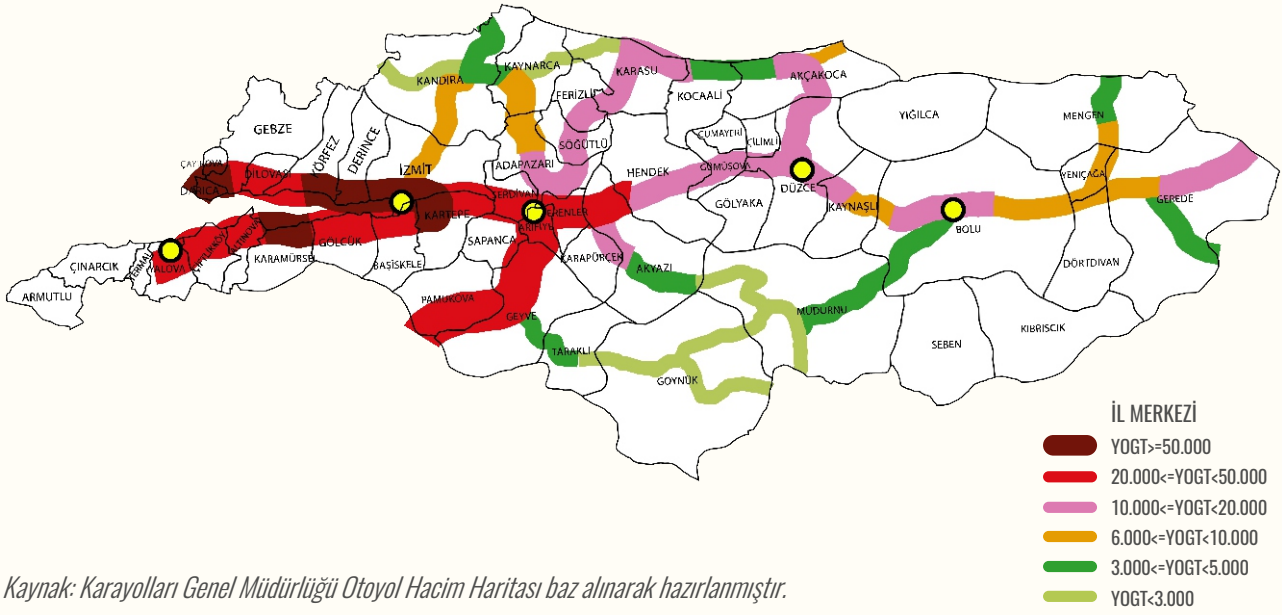 KANDIRA
KAYNARCA
KARASU
AKÇAKOCA
FERİZLİ
KOCAALİ
YIĞILCA
MENGEN
GEBZE
KÖRFEZ
DERİNCE
SÖĞÜTLÜ
CUMAYERİ
ÇİLİMLİ
ÇAYIROVA
DİLOVASI
İZMİT
ADAPAZARI
HENDEK
GÜMÜŞOVA
YENİÇAĞA
DARICA
SERDİVAN
DÜZCE
GEREDE
KARTEPE
ERENLER
GÖLYAKA
KAYNAŞLI
ARİFİYE
BOLU
ALTINOVA
GÖLCÜK
SAPANCA
ÇİFTLİKKÖY
KARAMÜRSEL
BAŞİSKELE
KARAPÜRÇEK
AKYAZI
DÖRTDİVAN
ÇINARCIK
TERMAL
YALOVA
ARMUTLU
PAMUKOVA
GEYVE
MUDURNU
KIBRISCIK
TARAKLI
SEBEN
GOYNÜK
İL MERKEZİ
YOGT>=50.000
20.000<=YOGT<50.000
10.000<=YOGT<20.000
6.000<=YOGT<10.000
3.000<=YOGT<5.000
YOGT<3.000
Kaynak: Karayolları Genel Müdürlüğü Otoyol Hacim Haritası baz alınarak hazırlanmıştır.